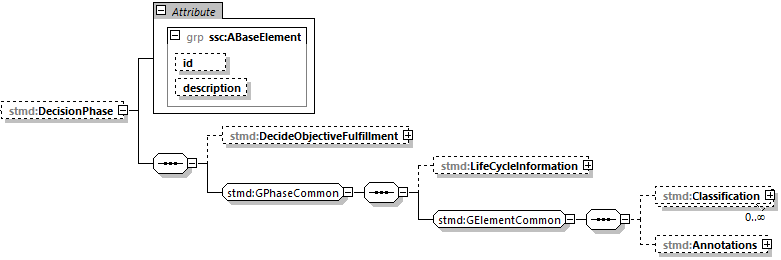 Attribute
grp ssc:ABaseElement
id
description
stmd:DecisionPhase
stmd:DecideObjectiveFulfillment
stmd:LifeCycleInformation
stmd:GPhaseCommon
stmd:Classification
0..∞
stmd:GElementCommon
stmd:Annotations